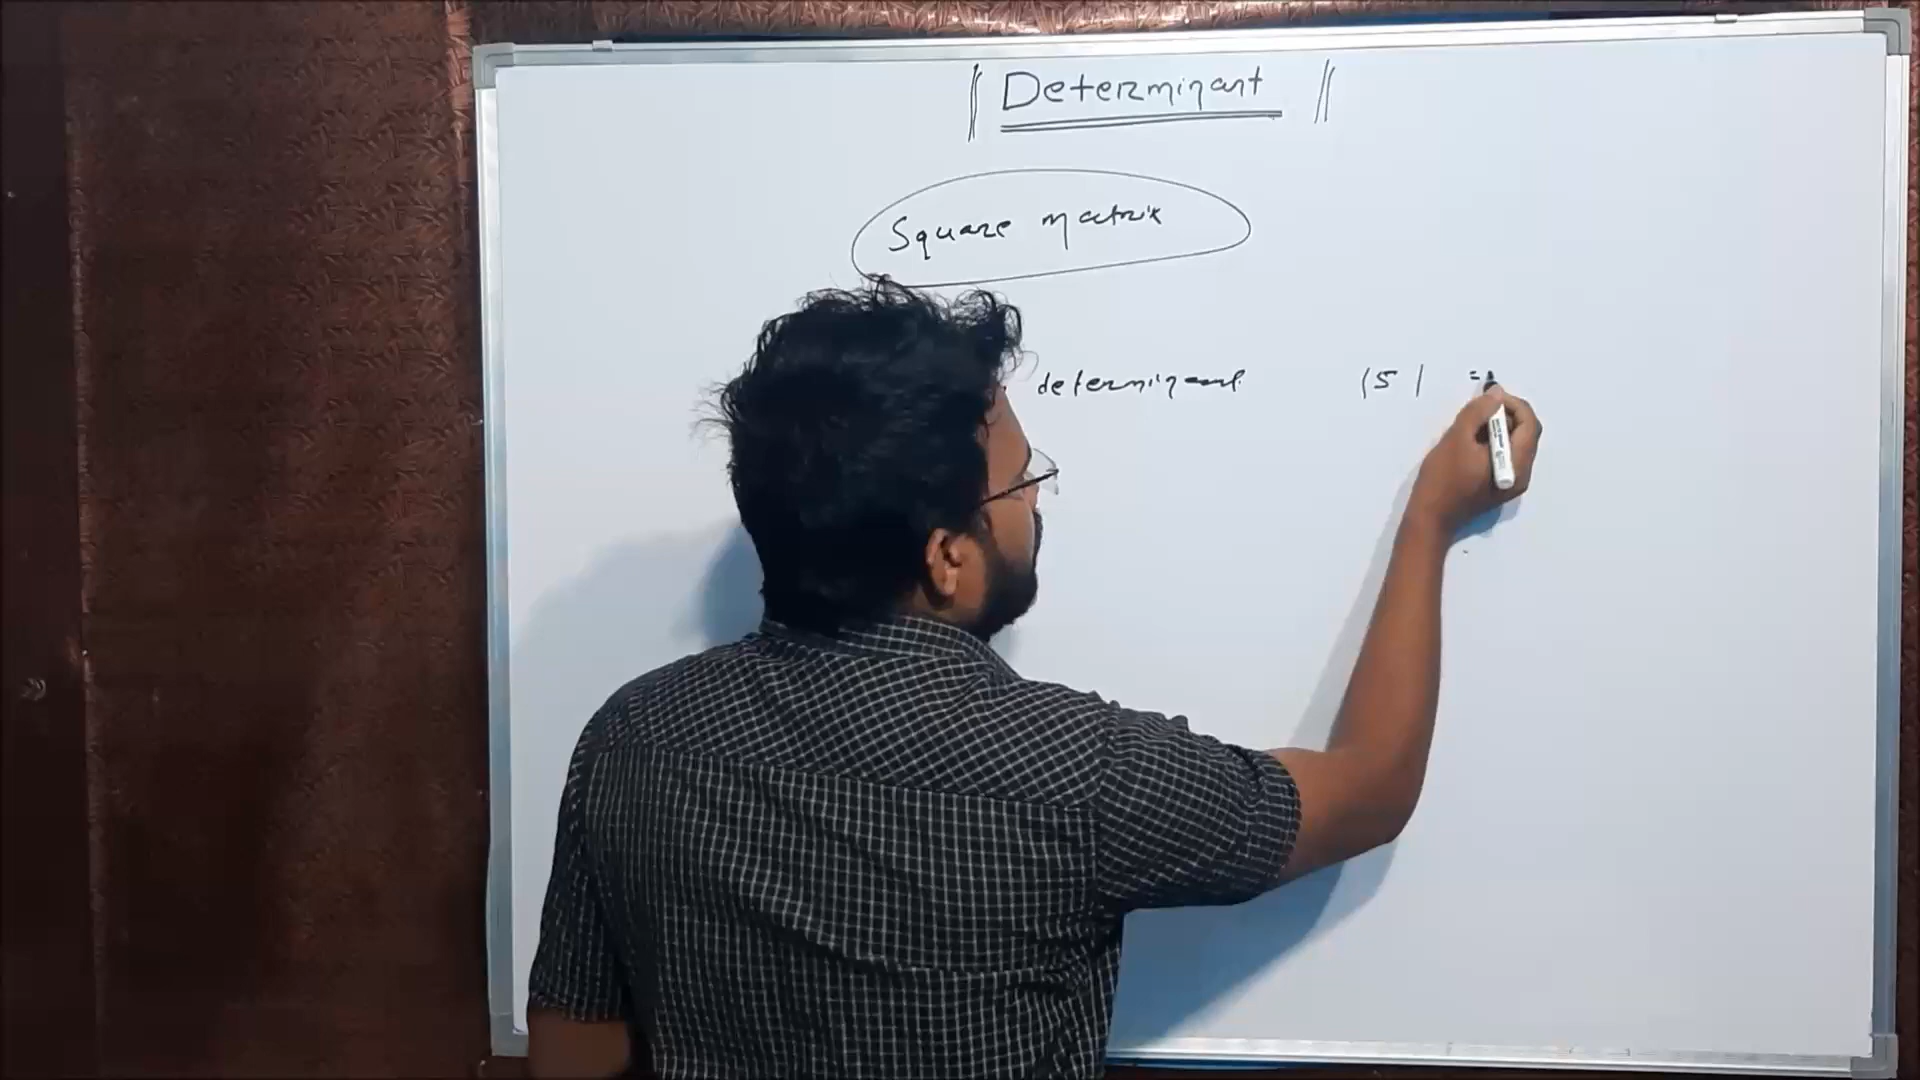 || Determinant ||
Square matrix
determinant |5| =